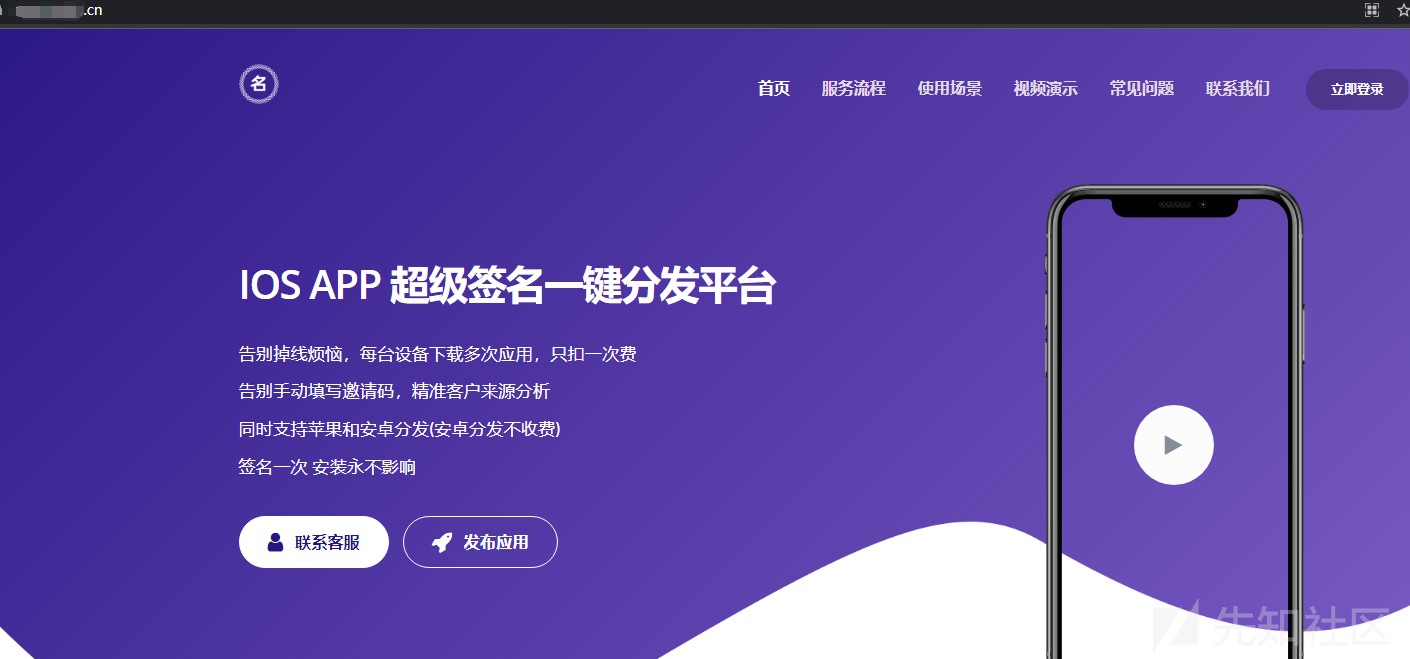 .cn
名
首页 服务流程 使用场景 视频演示 常见问题 联系我们 立即登录
IOS APP 超级签名一键分发平台
告别掉线烦恼，每台设备下载多次应用，只扣一次费
告别手动填写邀请码，精准客户来源分析
同时支持苹果和安卓分发(安卓分发不收费)
签名一次 安装永不影响
联系客服 发布应用
先知社区